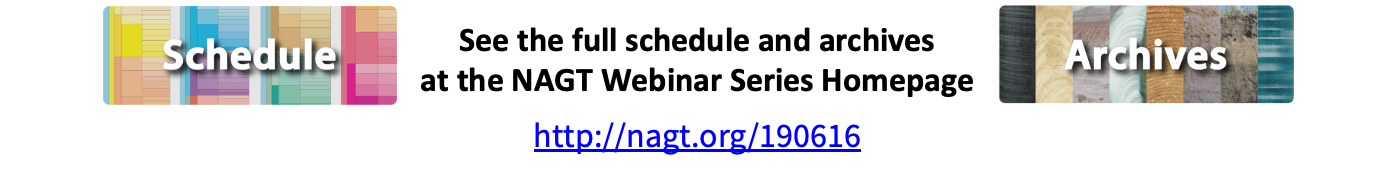 Schedule
See the full schedule and archives
at the NAGT Webinar Series Homepage
http://nagt.org/190616
Archives